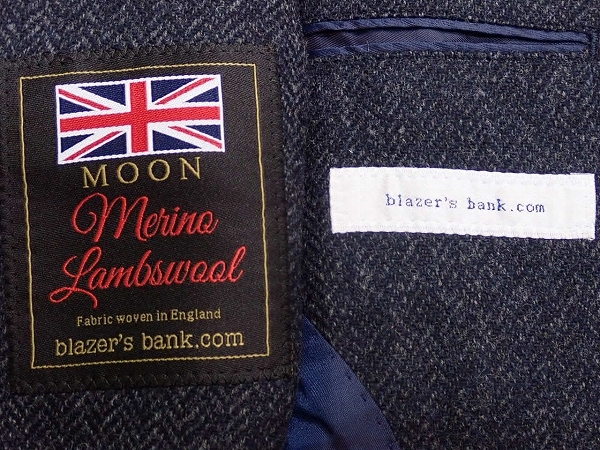 MOON
Merino
Lambswool
Fabric woven in England
blazer's bank.com
blazer's bank.com